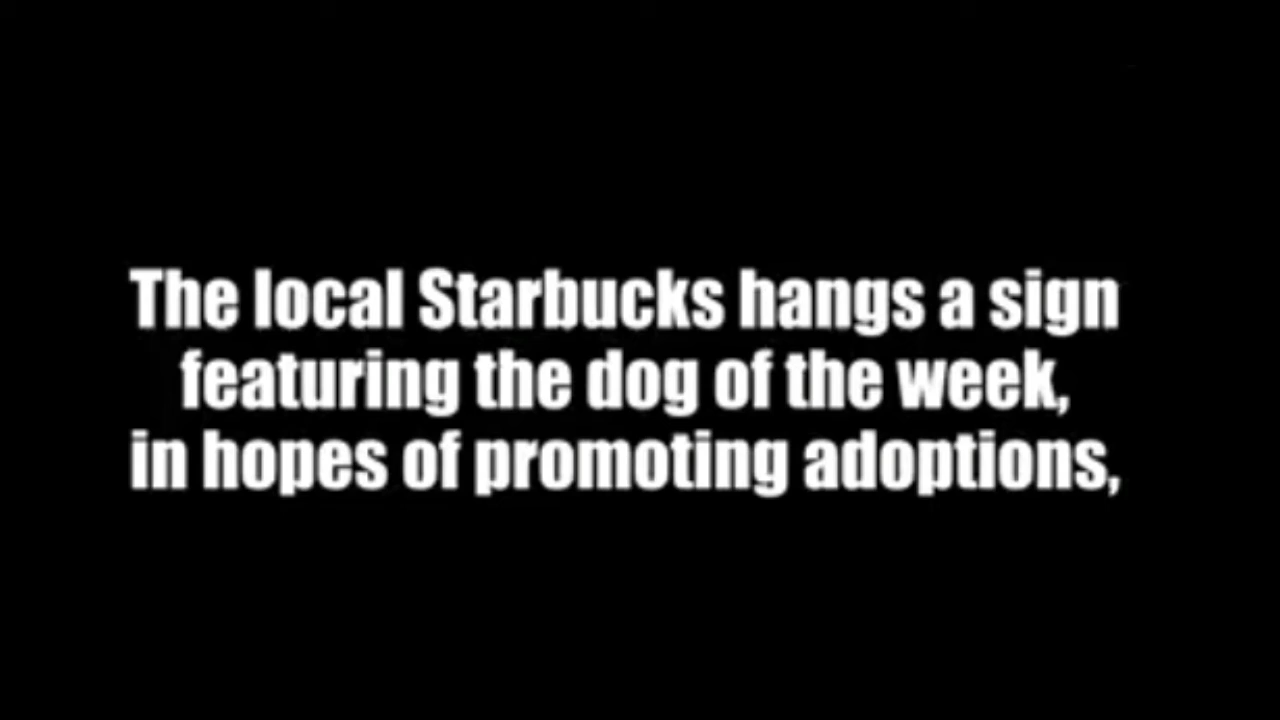 The local Starbucks hangs a sign
featuring the dog of the week,
in hopes of promoting adoptions,